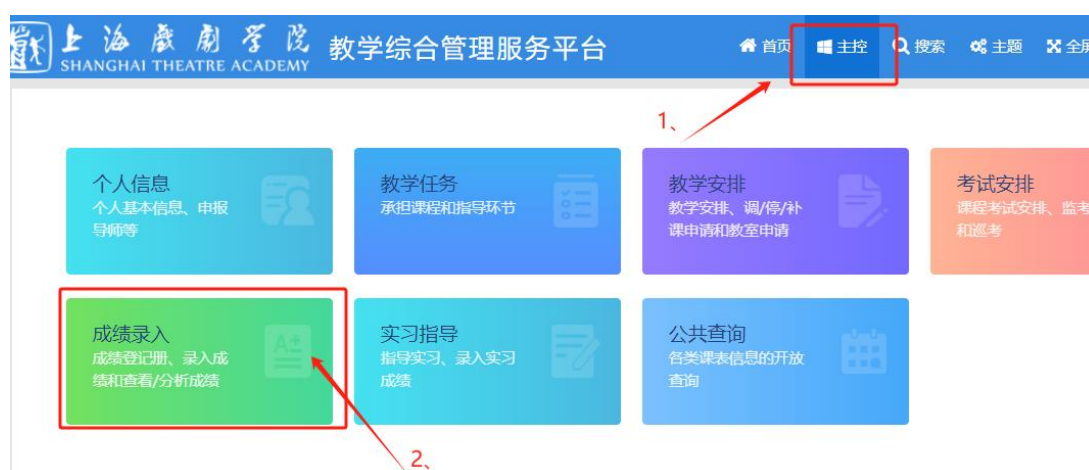 上海戲劇學院 教学综合管理服务平台
SHANGHAI THEATRE ACADEMY
首页 主控 搜索 主题 全屏
1、
个人信息
个人基本信息、申报
导师等
教学任务
承担课程和指导环节
教学安排
教学安排、调/停/补
课申请和教室申请
考试安排
课程考试安排、监考
和巡考
成绩录入
成绩登记册、录入成
绩和查看/分析成绩
A+
实习指导
指导实习、录入实习
成绩
公共查询
各类课表信息的开放
查询
2、